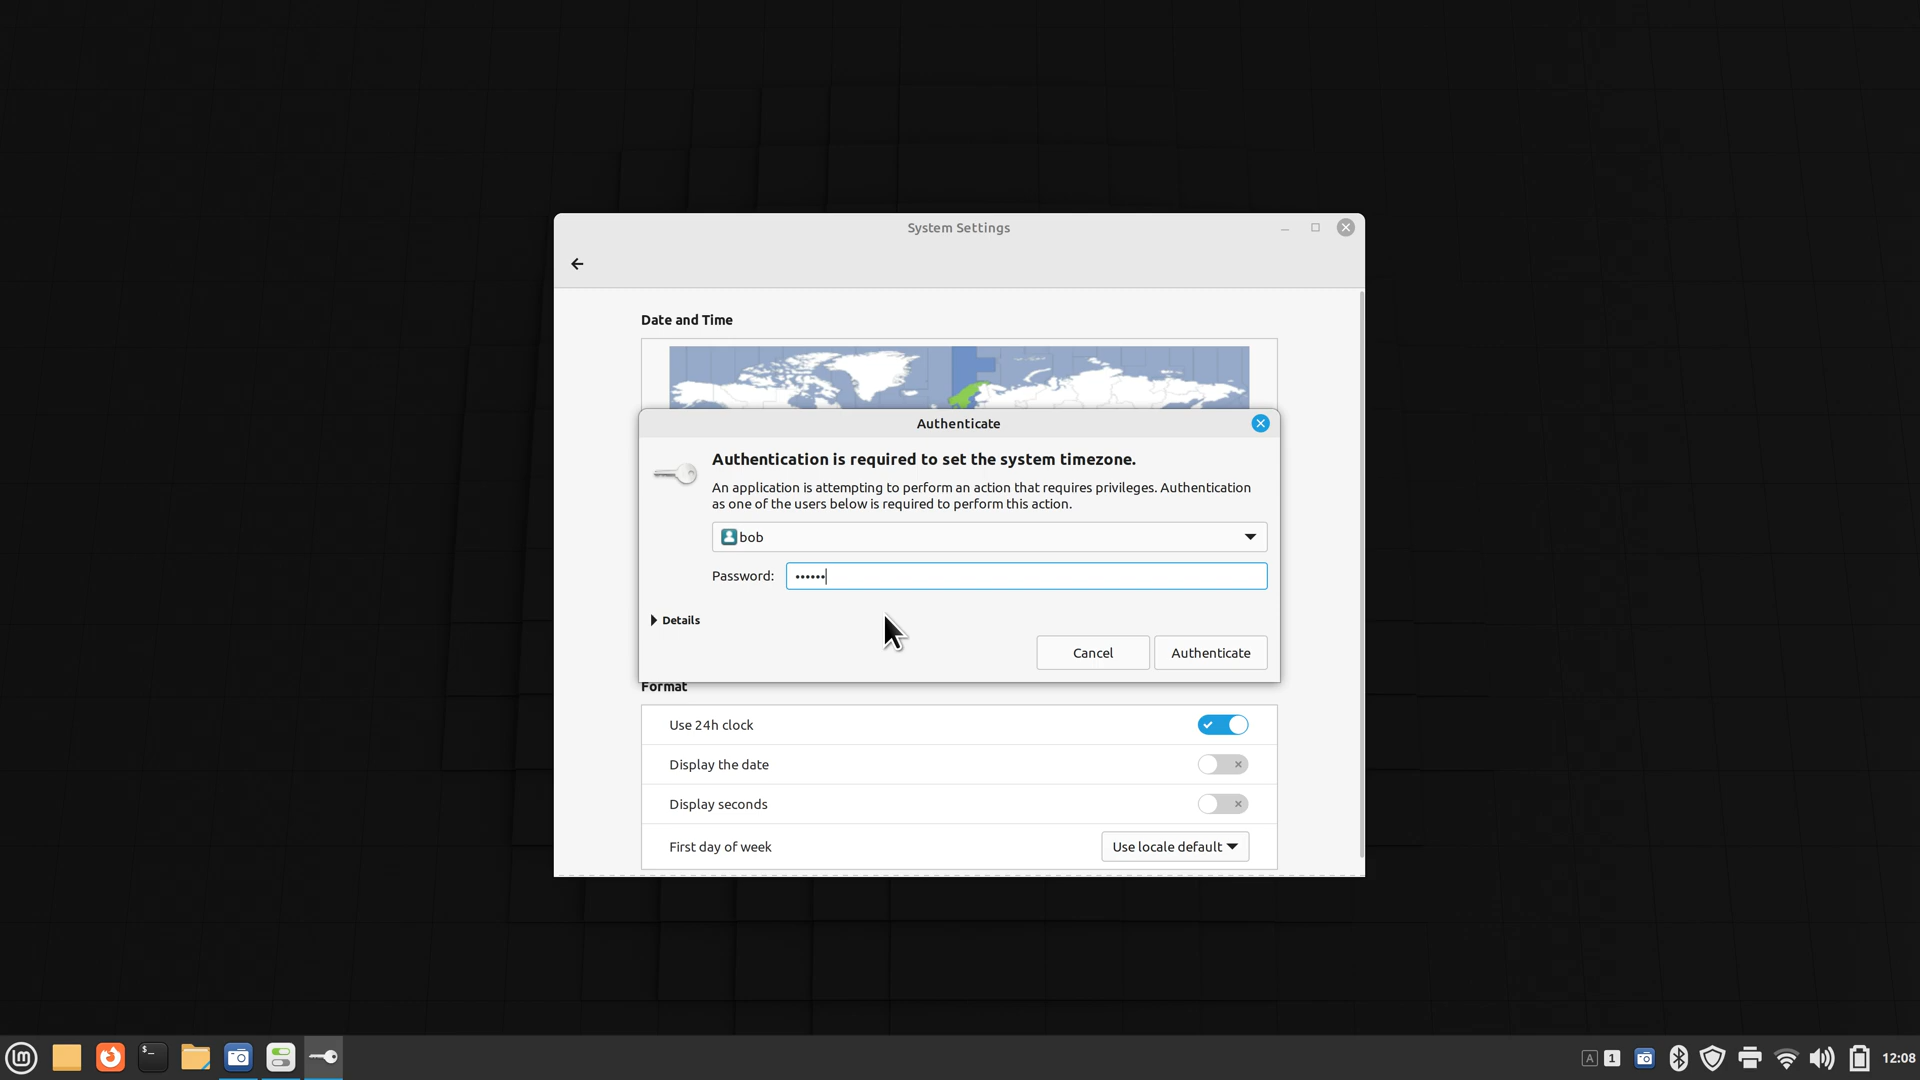 System Settings
Date and Time
Authenticate
Authentication is required to set the system timezone.
An application is attempting to perform an action that requires privileges. Authentication
as one of the users below is required to perform this action.
bob
Password: ••••••
Details
Cancel Authenticate
Format
Use 24h clock
Display the date
Display seconds
First day of week Use locale default
$_ A 1 12:08